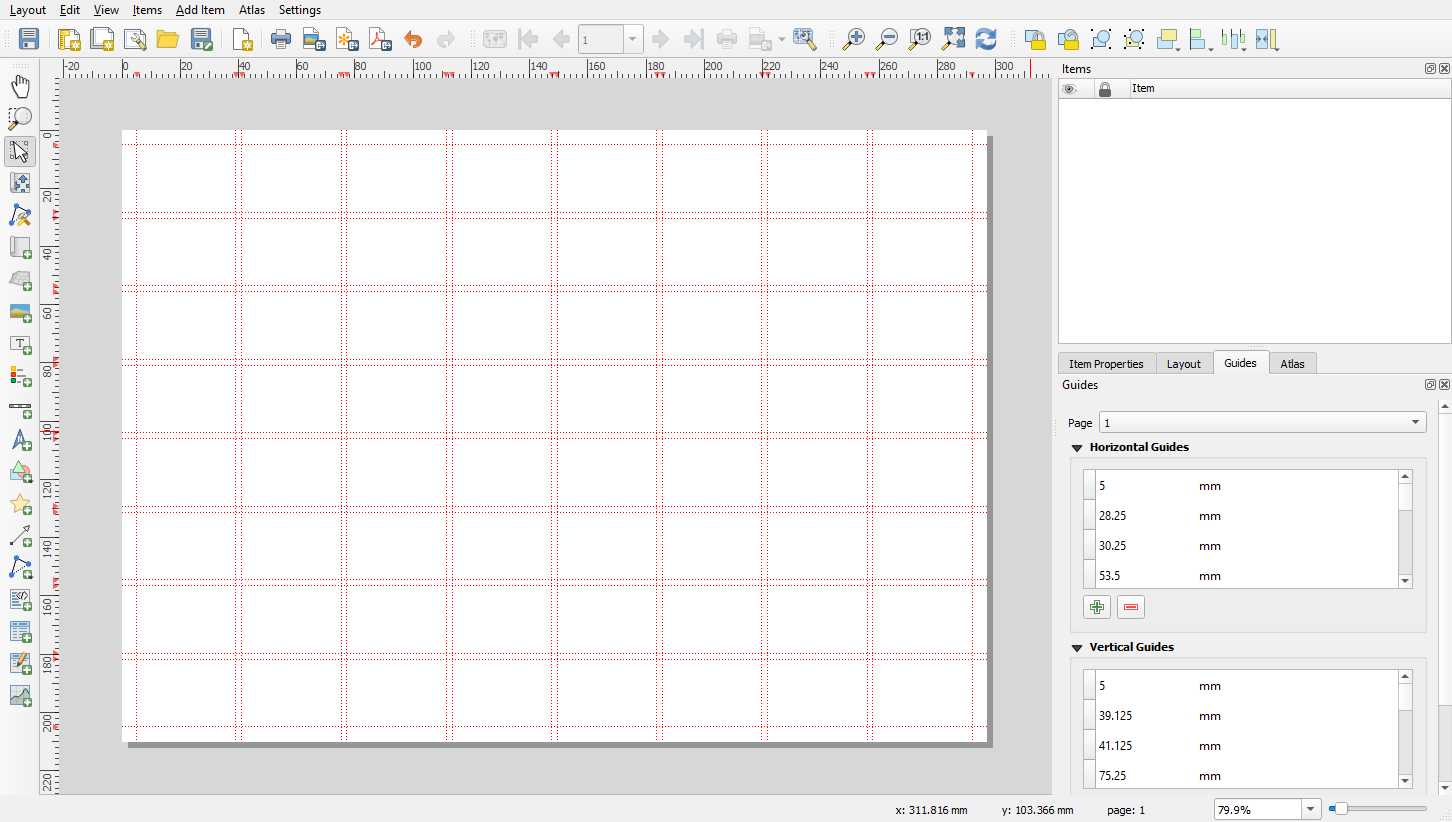 Layout Edit View Items Add Item Atlas Settings
1
1:1
-20 0 20 40 60 80 100 120 140 160 180 200 220 240 260 280 300
0
20
40
60
80
100
120
140
160
180
200
220
T
Items
Item
Item Properties Layout Guides Atlas
Guides
Page 1
Horizontal Guides
5 mm
28.25 mm
30.25 mm
53.5 mm
Vertical Guides
5 mm
39.125 mm
41.125 mm
75.25 mm
x: 311.816 mm y: 103.366 mm page: 1 79.9%